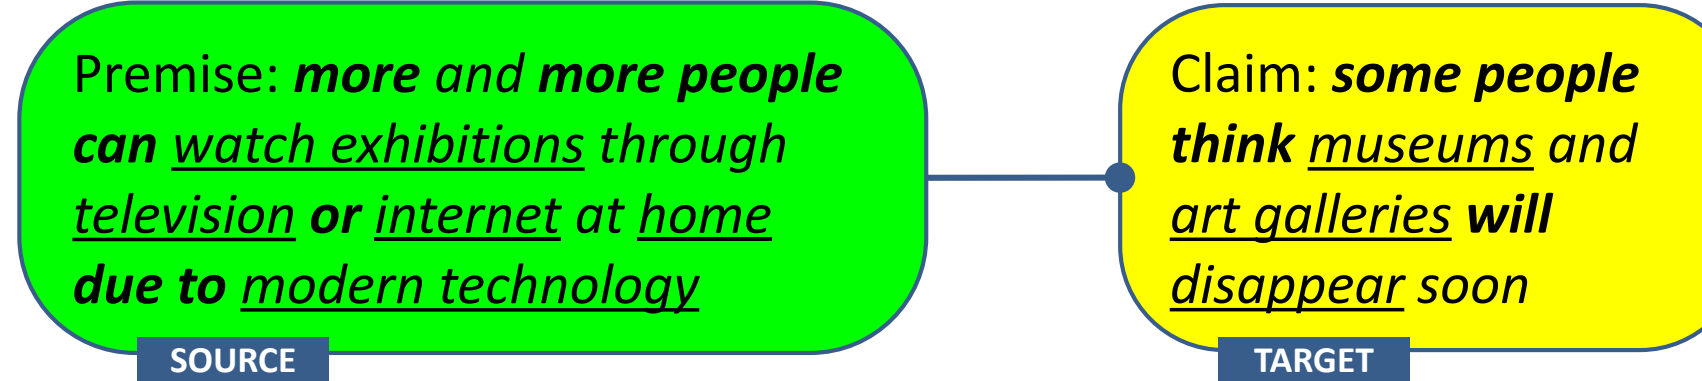 Premise: more and more people
can watch exhibitions through
television or internet at home
due to modern technology
SOURCE
Claim: some people
think museums and
art galleries will
disappear soon
TARGET